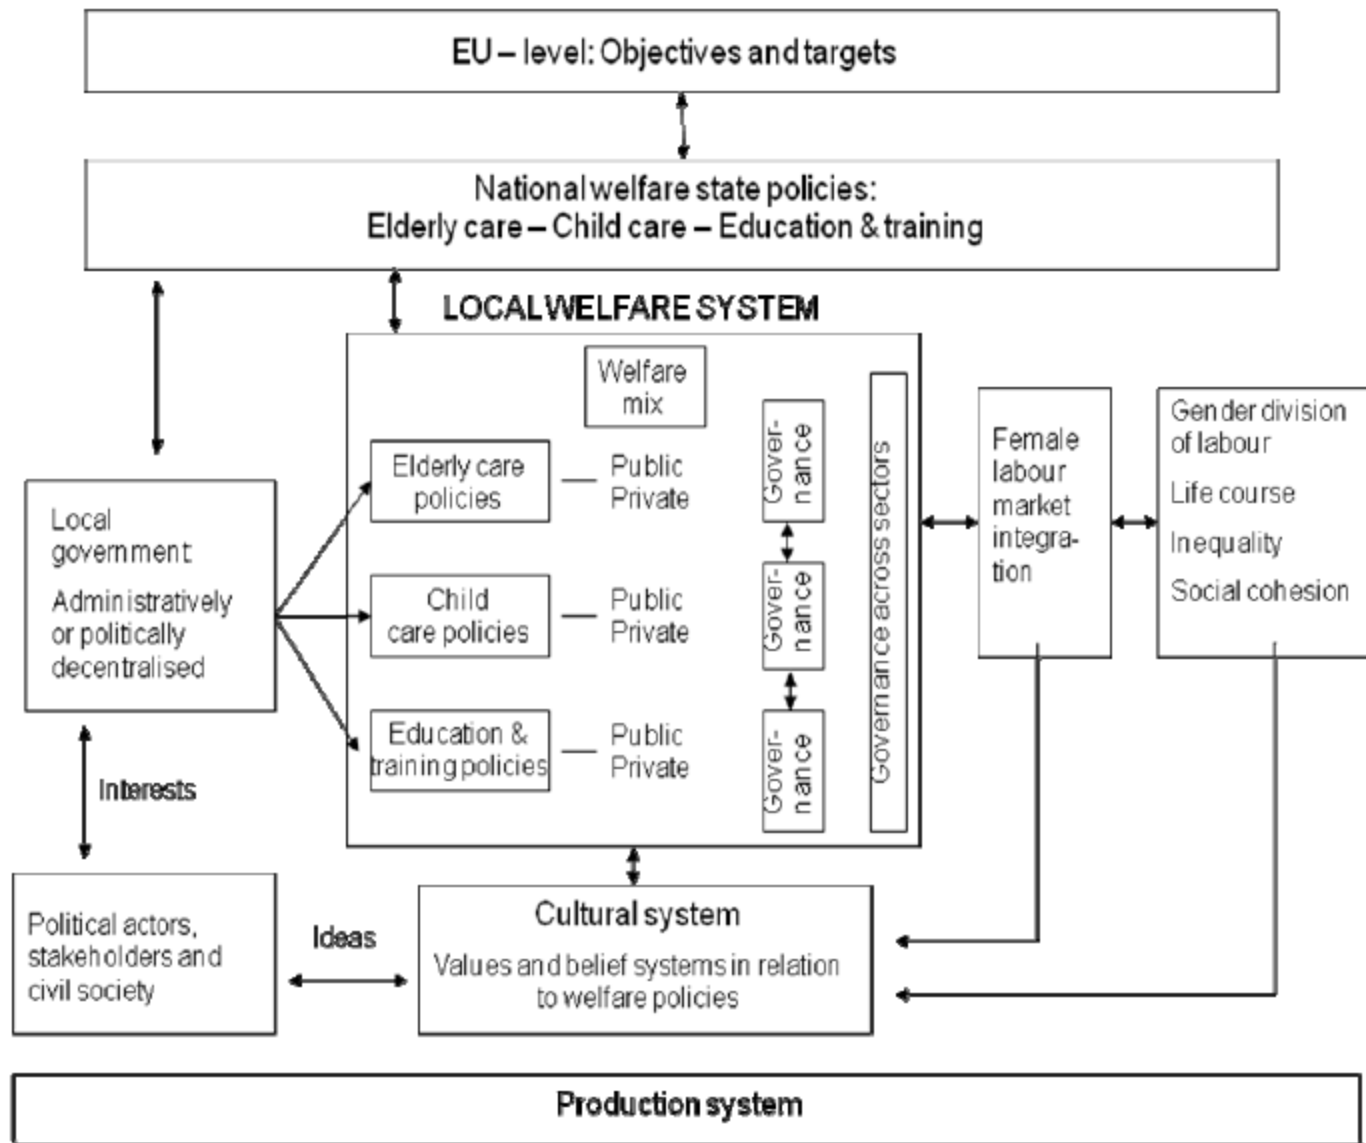 EU – level: Objectives and targets
National welfare state policies:
Elderly care – Child care – Education & training
LOCAL WELFARE SYSTEM
Welfare
mix
Elderly care
policies
Public
Private
Child
care policies
Public
Private
Education &
training policies
Public
Private
Gover-
nance
Gover-
nance
Gover-
nance
Governance across sectors
Local
government:
Administratively
or politically
decentralised
Interests
Political actors,
stakeholders and
civil society
Ideas
Cultural system
Values and belief systems in relation
to welfare policies
Female
labour
market
integra-
tion
Gender division
of labour
Life course
Inequality
Social cohesion
Production system